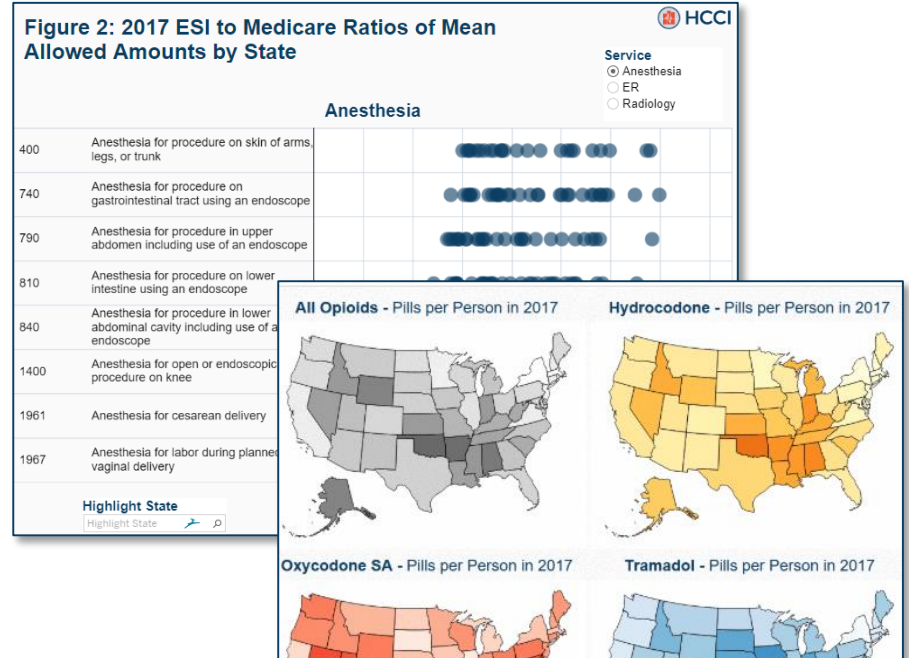 Figure 2: 2017 ESI to Medicare Ratios of Mean
Allowed Amounts by State
HCCI
Service
Anesthesia
ER
Radiology
Anesthesia
400
Anesthesia for procedure on skin of arms,
legs, or trunk
740
Anesthesia for procedure on
gastrointestinal tract using an endoscope
790
Anesthesia for procedure in upper
abdomen including use of an endoscope
810
Anesthesia for procedure on lower
intestine using an endoscope
840
Anesthesia for procedure in lower
abdominal cavity including use of a
endoscope
1400
Anesthesia for open or endoscopic
procedure on knee
1961
Anesthesia for cesarean delivery
1967
Anesthesia for labor during planned
vaginal delivery
Highlight State
Highlight State
All Opioids - Pills per Person in 2017
Hydrocodone - Pills per Person in 2017
Oxycodone SA - Pills per Person in 2017
Tramadol - Pills per Person in 2017